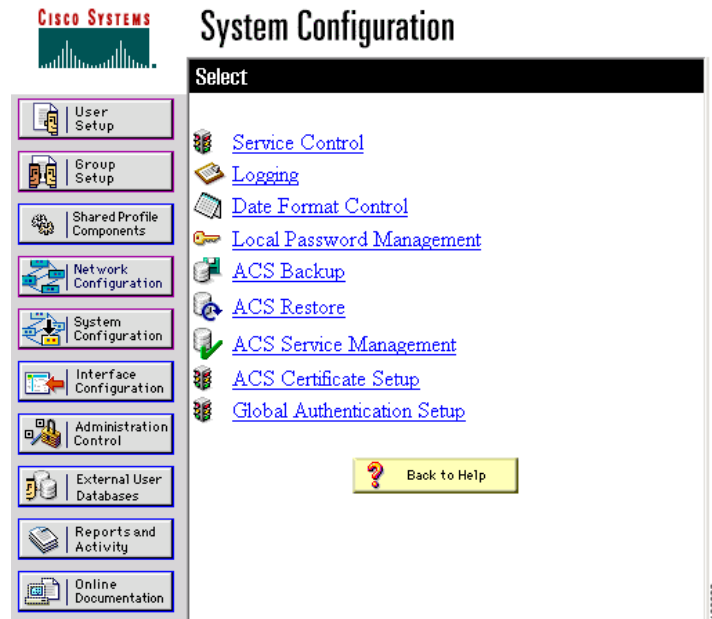 CISCO SYSTEMS
System Configuration
Select
User
Setup
Group
Setup
Shared Profile
Components
Network
Configuration
System
Configuration
Interface
Configuration
Administration
Control
External User
Databases
Reports and
Activity
Online
Documentation
Service Control
Logging
Date Format Control
Local Password Management
ACS Backup
ACS Restore
ACS Service Management
ACS Certificate Setup
Global Authentication Setup
Back to Help